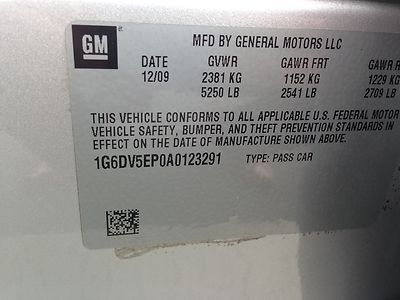 GM
MFD BY GENERAL MOTORS LLC
DATE GVWR GAWR FRT GAWR R
12/09 2381 KG 1152 KG 1229 KG
5250 LB 2541 LB 2709 LB
THIS VEHICLE CONFORMS TO ALL APPLICABLE U.S. FEDERAL MOTOR
VEHICLE SAFETY, BUMPER, AND THEFT PREVENTION STANDARDS IN
EFFECT ON THE DATE OF MANUFACTURE SHOWN ABOVE.
1G6DV5EP0A0123291 TYPE: PASS CAR